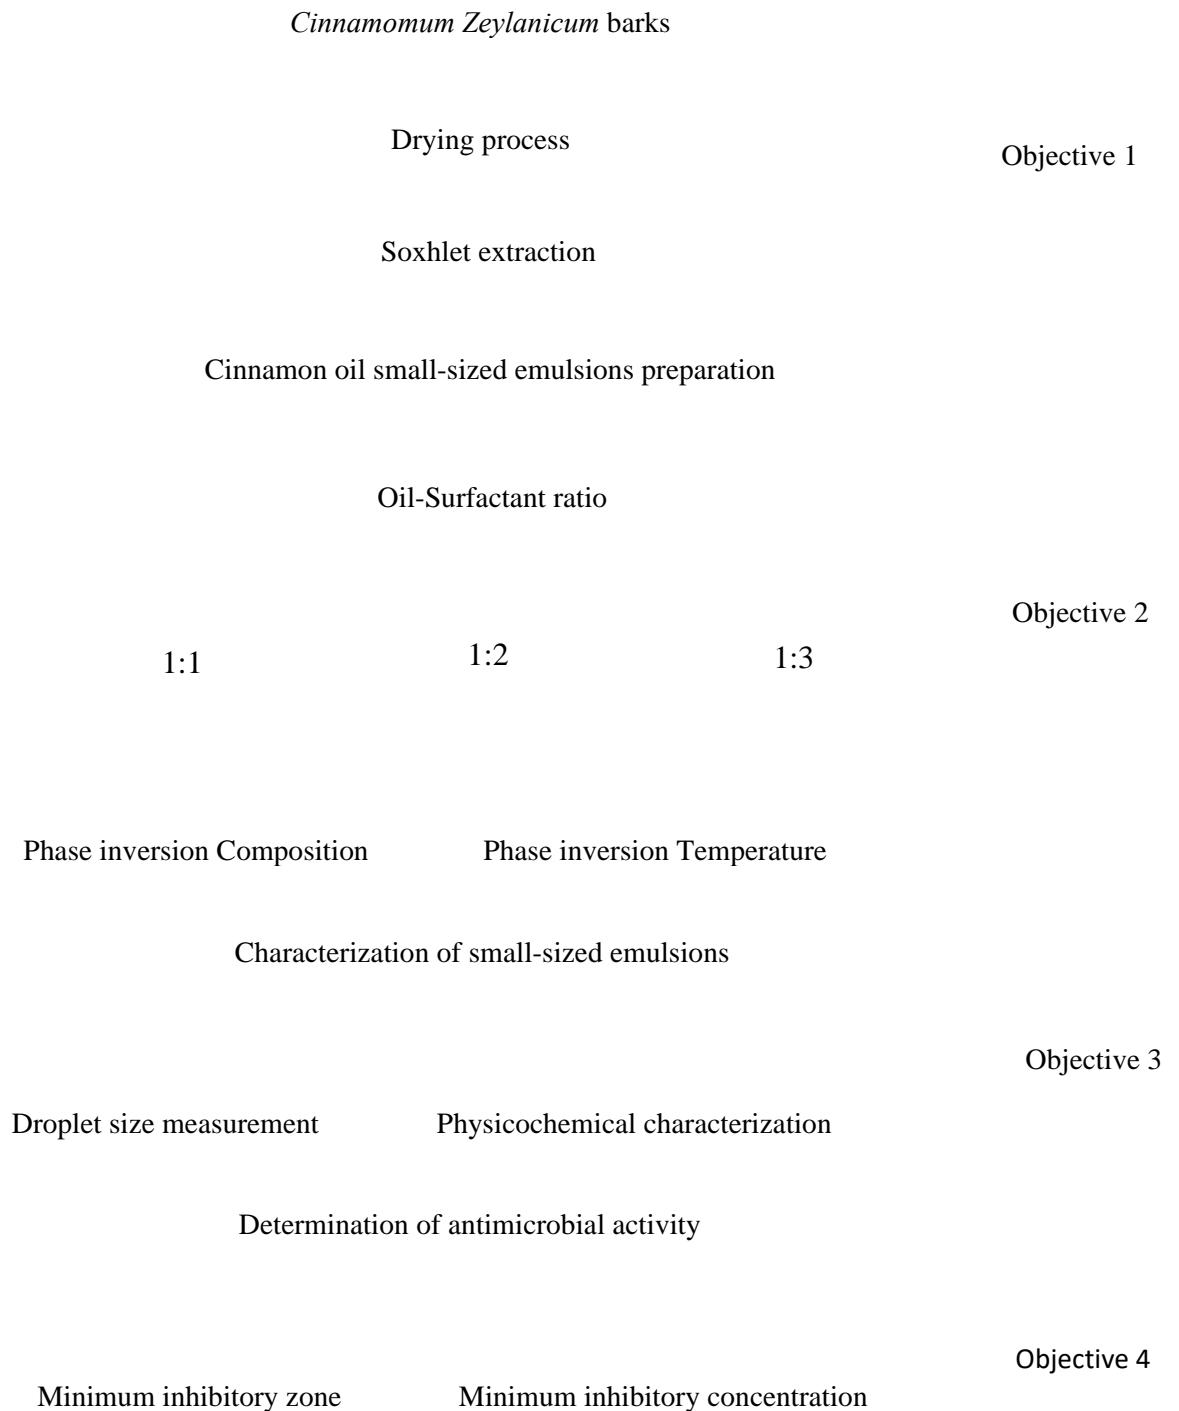 Cinnamomum Zeylanicum barks
Drying process
Objective 1
Soxhlet extraction
Cinnamon oil small-sized emulsions preparation
Oil-Surfactant ratio
Objective 2
1:1
1:2
1:3
Phase inversion Composition
Phase inversion Temperature
Characterization of small-sized emulsions
Objective 3
Droplet size measurement
Physicochemical characterization
Determination of antimicrobial activity
Objective 4
Minimum inhibitory zone
Minimum inhibitory concentration